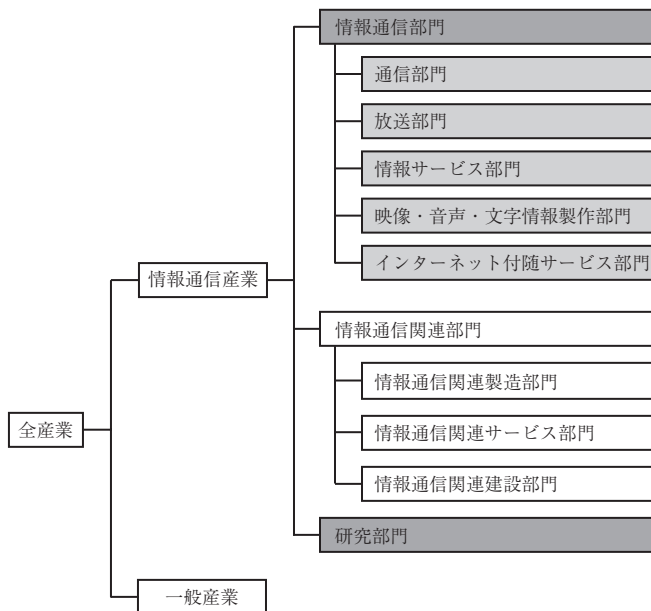 情報通信部門
通信部門
放送部門
情報サービス部門
映像・音声・文字情報製作部門
インターネット付随サービス部門
情報通信産業
情報通信関連部門
情報通信関連製造部門
全産業
情報通信関連サービス部門
情報通信関連建設部門
研究部門
一般産業